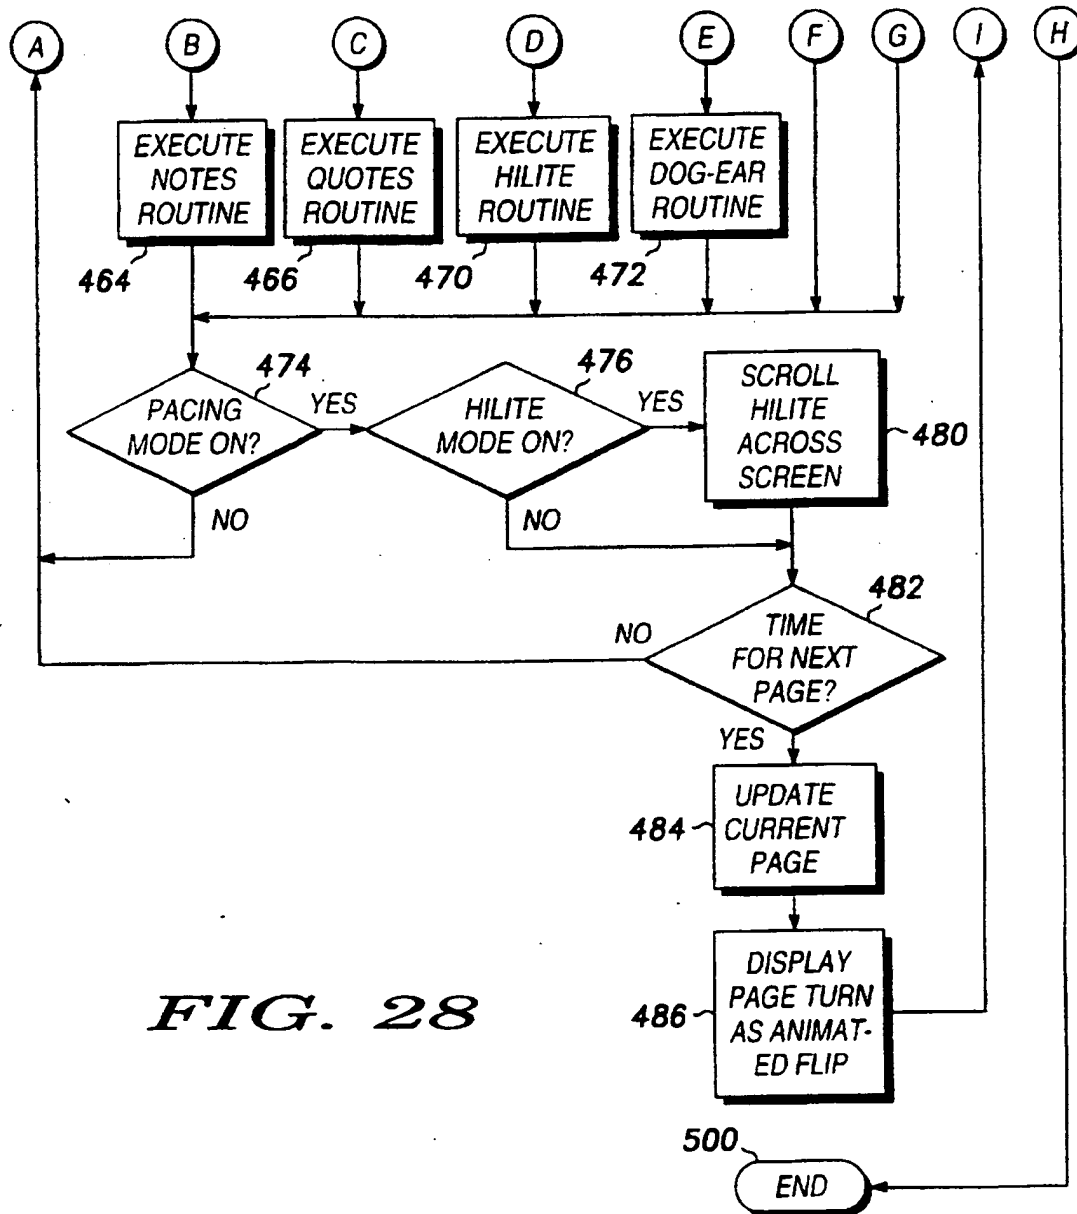 A B C D E F G I H
EXECUTE
NOTES
ROUTINE
464
EXECUTE
QUOTES
ROUTINE
466
EXECUTE
HILITE
ROUTINE
470
EXECUTE
DOG-EAR
ROUTINE
472
PACING
MODE ON?
474
YES
NO
HILITE
MODE ON?
476
YES
NO
SCROLL
HILITE
ACROSS
SCREEN
480
TIME
FOR NEXT
PAGE?
482
NO
YES
UPDATE
CURRENT
PAGE
484
DISPLAY
PAGE TURN
AS ANIMAT-
ED FLIP
486
FIG. 28
500
END